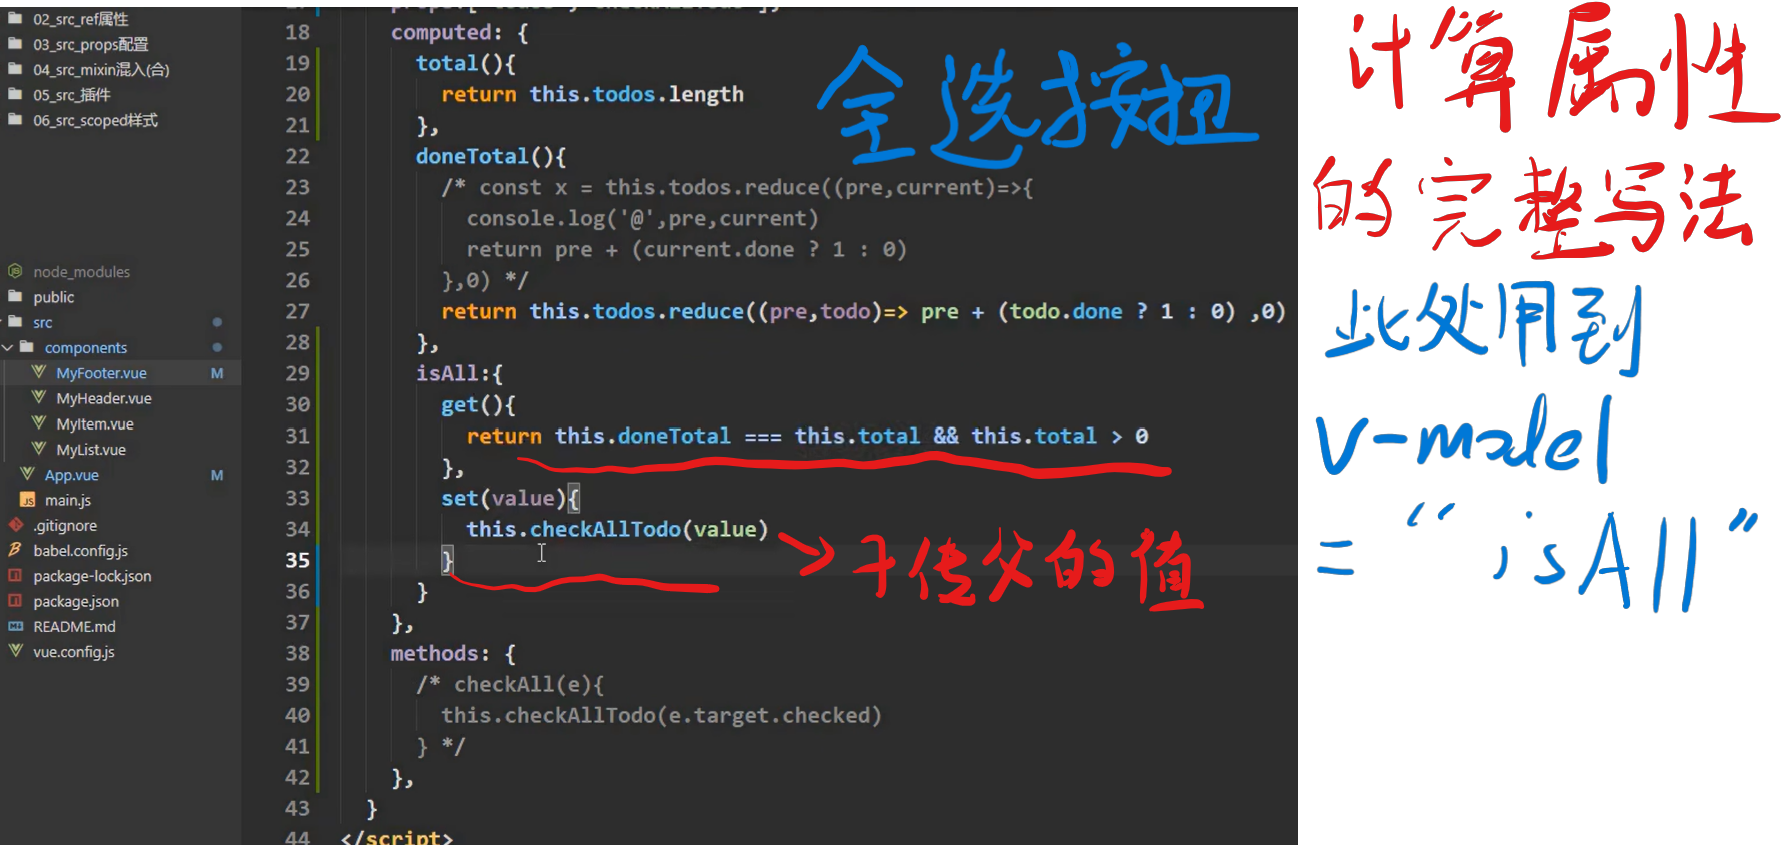 02_src_ref属性
03_src_props配置
04_src_mixin混入(合)
05_src_插件
06_src_scoped样式
node_modules
public
src
components
MyFooter.vue M
MyHeader.vue
MyItem.vue
MyList.vue
App.vue M
main.js
.gitignore
babel.config.js
package-lock.json
package.json
README.md
vue.config.js
18 computed: {
19 total(){
20 return this.todos.length
21 },
22 doneTotal(){
23 /* const x = this.todos.reduce((pre,current)=>{
24 console.log('@',pre,current)
25 return pre + (current.done ? 1 : 0)
26 },0) */
27 return this.todos.reduce((pre,todo)=> pre + (todo.done ? 1 : 0) ,0)
28 },
29 isAll:{
30 get(){
31 return this.doneTotal === this.total && this.total > 0
32 },
33 set(value){
34 this.checkAllTodo(value)
35 }
36 }
37 },
38 methods: {
39 /* checkAll(e){
40 this.checkAllTodo(e.target.checked)
41 } */
42 },
43 }
44 </script>
全选按扭
子传父的值
计算属性
的完整写法
此处用到
v-model
= "isAll"